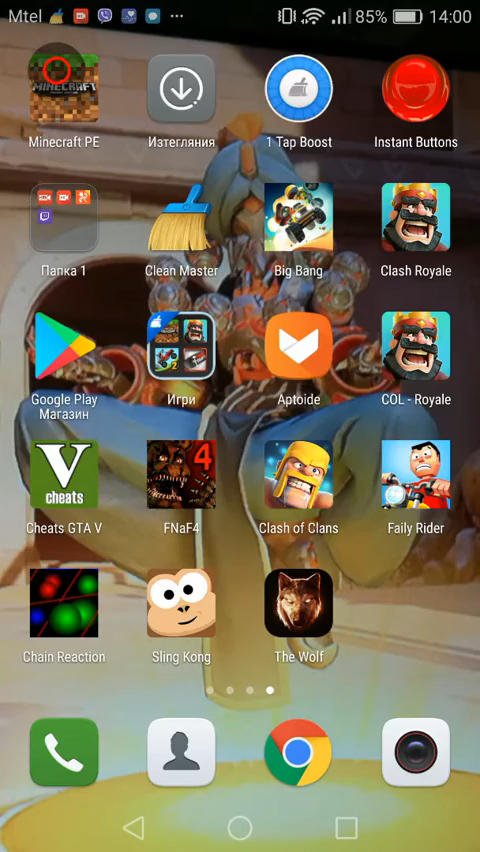 Mtel
85%
14:00
MINECRAFT
Minecraft PE
Изтегляния
1 Tap Boost
Instant Buttons
Папка 1
Clean Master
Big Bang
Clash Royale
2
Google Play
Магазин
Игри
Aptoide
COL - Royale
V
cheats
4
Cheats GTA V
FNaF4
Clash of Clans
Faily Rider
Chain Reaction
Sling Kong
The Wolf